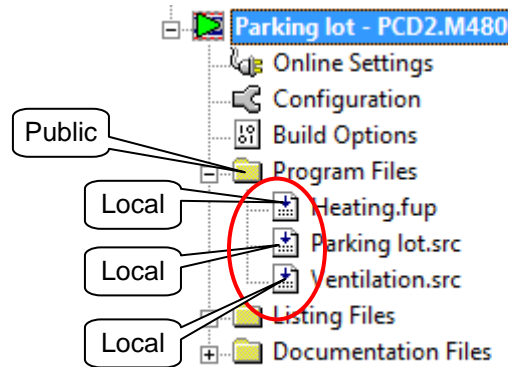 Parking lot - PCD2.M480
Online Settings
Configuration
Build Options
Public
Program Files
Local
Heating.fup
Local
Parking lot.src
Local
Ventilation.src
Listing Files
Documentation Files